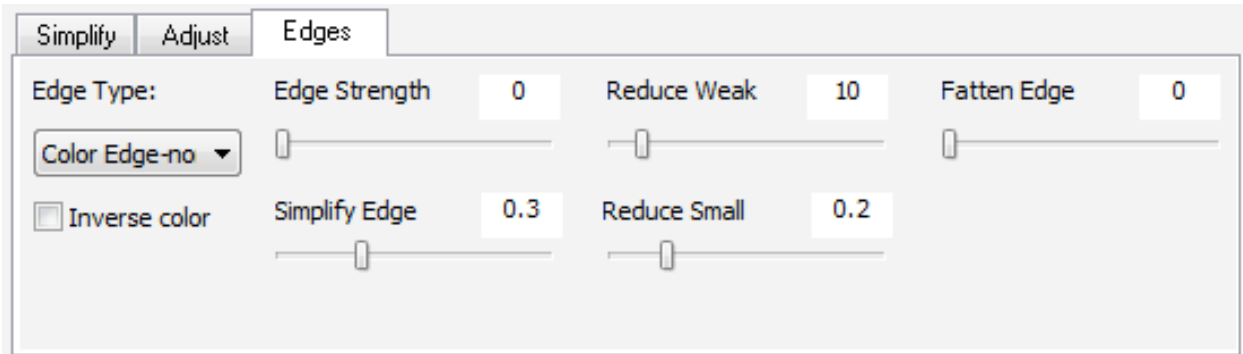 Simplify Adjust Edges
Edge Type: Edge Strength 0 Reduce Weak 10 Fatten Edge 0
Color Edge-no
Inverse color Simplify Edge 0.3 Reduce Small 0.2